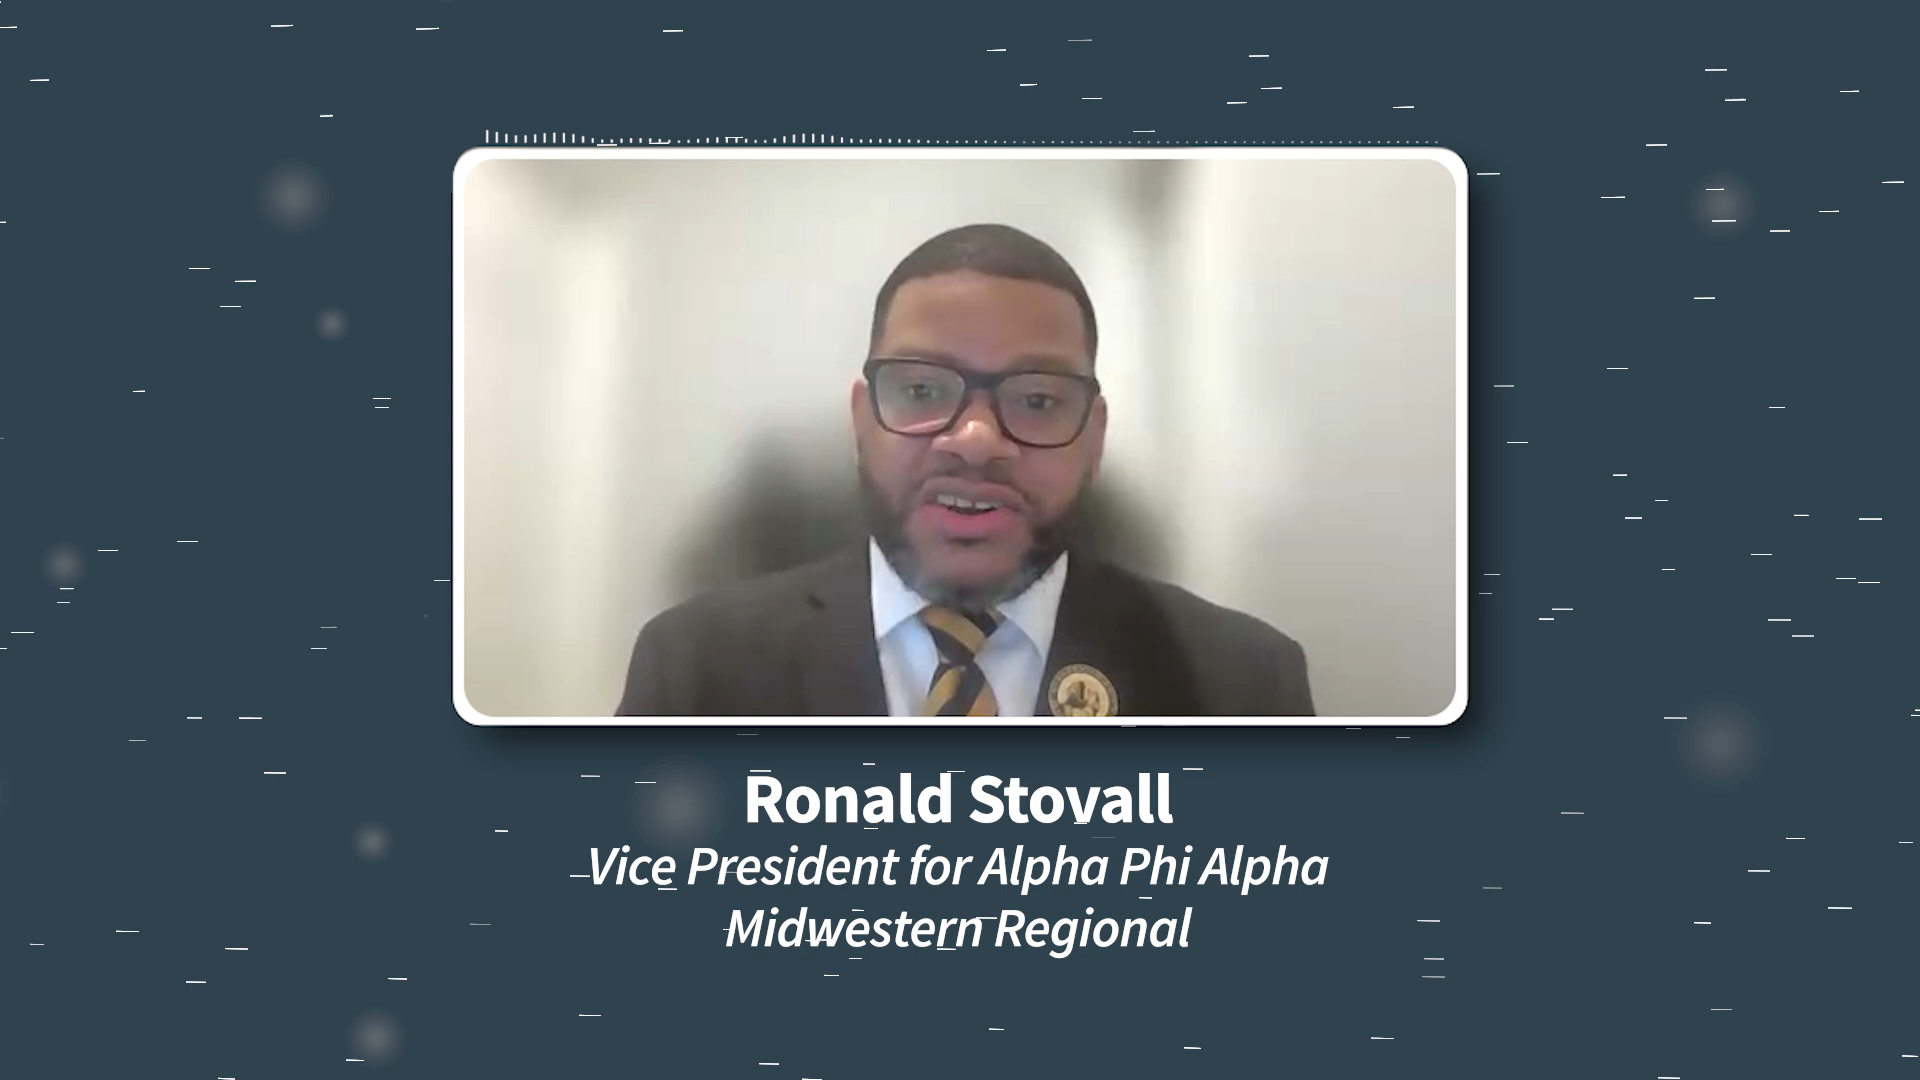 Ronald Stovall
Vice President for Alpha Phi Alpha
Midwestern Regional